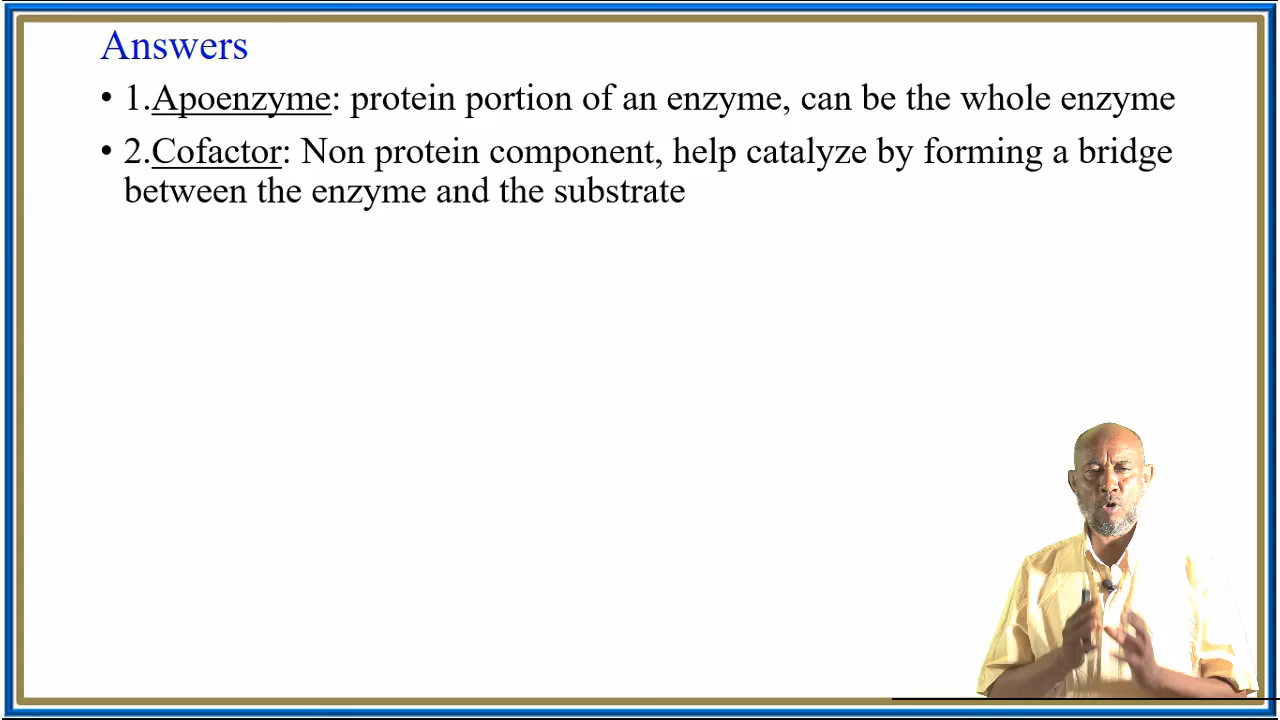 Answers
• 1.Apoenzyme: protein portion of an enzyme, can be the whole enzyme
• 2.Cofactor: Non protein component, help catalyze by forming a bridge
between the enzyme and the substrate